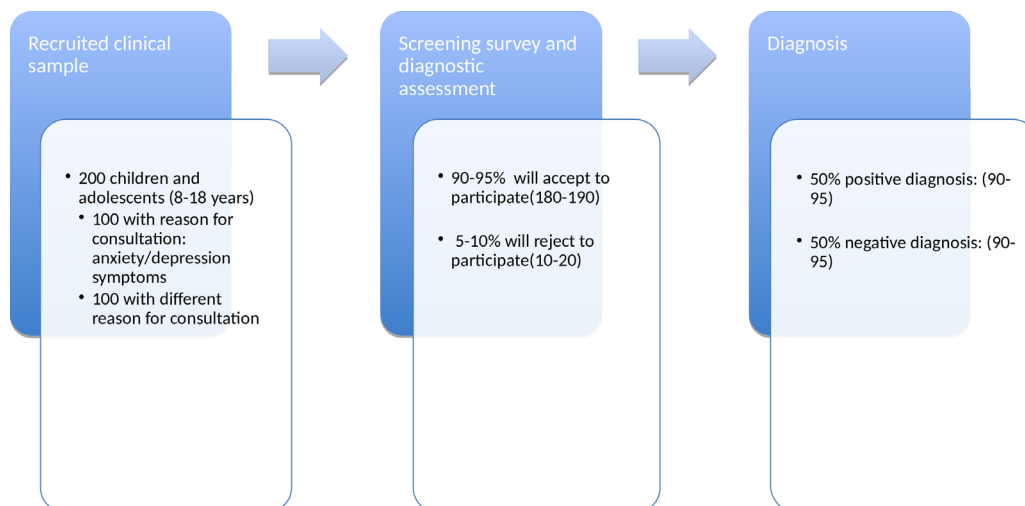 Recruited clinical
sample
• 200 children and
adolescents (8-18 years)
• 100 with reason for
consultation:
anxiety/depression
symptoms
• 100 with different
reason for consultation
Screening survey and
diagnostic
assessment
• 90-95%  will accept to
participate(180-190)
•  5-10% will reject to
participate(10-20)
Diagnosis
• 50% positive diagnosis: (90-
95)
• 50% negative diagnosis: (90-
95)